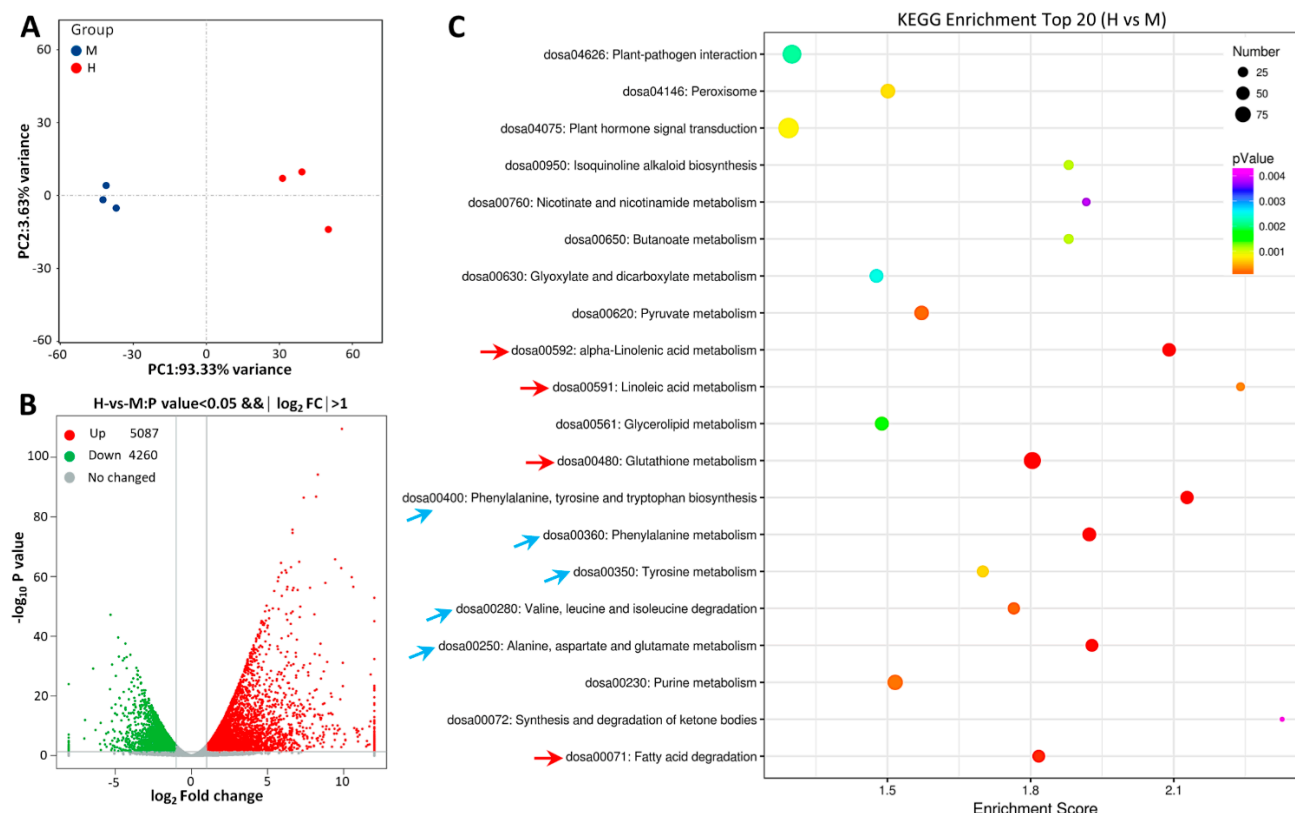 A
Group
M
H
60
30
0
-30
-60
-60
-30
0
30
60
PC2:3.63% variance
PC1:93.33% variance
B
H-vs-M:P value<0.05 &&| log2 FC|>1
Up 5087
Down 4260
No changed
100
80
60
40
20
0
-5
0
5
10
-log10 P value
log2 Fold change
C
KEGG Enrichment Top 20 (H vs M)
dosa04626: Plant-pathogen interaction
dosa04146: Peroxisome
dosa04075: Plant hormone signal transduction
dosa00950: Isoquinoline alkaloid biosynthesis
dosa00760: Nicotinate and nicotinamide metabolism
dosa00650: Butanoate metabolism
dosa00630: Glyoxylate and dicarboxylate metabolism
dosa00620: Pyruvate metabolism
dosa00592: alpha-Linolenic acid metabolism
dosa00591: Linoleic acid metabolism
dosa00561: Glycerolipid metabolism
dosa00480: Glutathione metabolism
dosa00400: Phenylalanine, tyrosine and tryptophan biosynthesis
dosa00360: Phenylalanine metabolism
dosa00350: Tyrosine metabolism
dosa00280: Valine, leucine and isoleucine degradation
dosa00250: Alanine, aspartate and glutamate metabolism
dosa00230: Purine metabolism
dosa00072: Synthesis and degradation of ketone bodies
dosa00071: Fatty acid degradation
1.5
1.8
2.1
Enrichment Score
Number
25
50
75
pValue
0.004
0.003
0.002
0.001